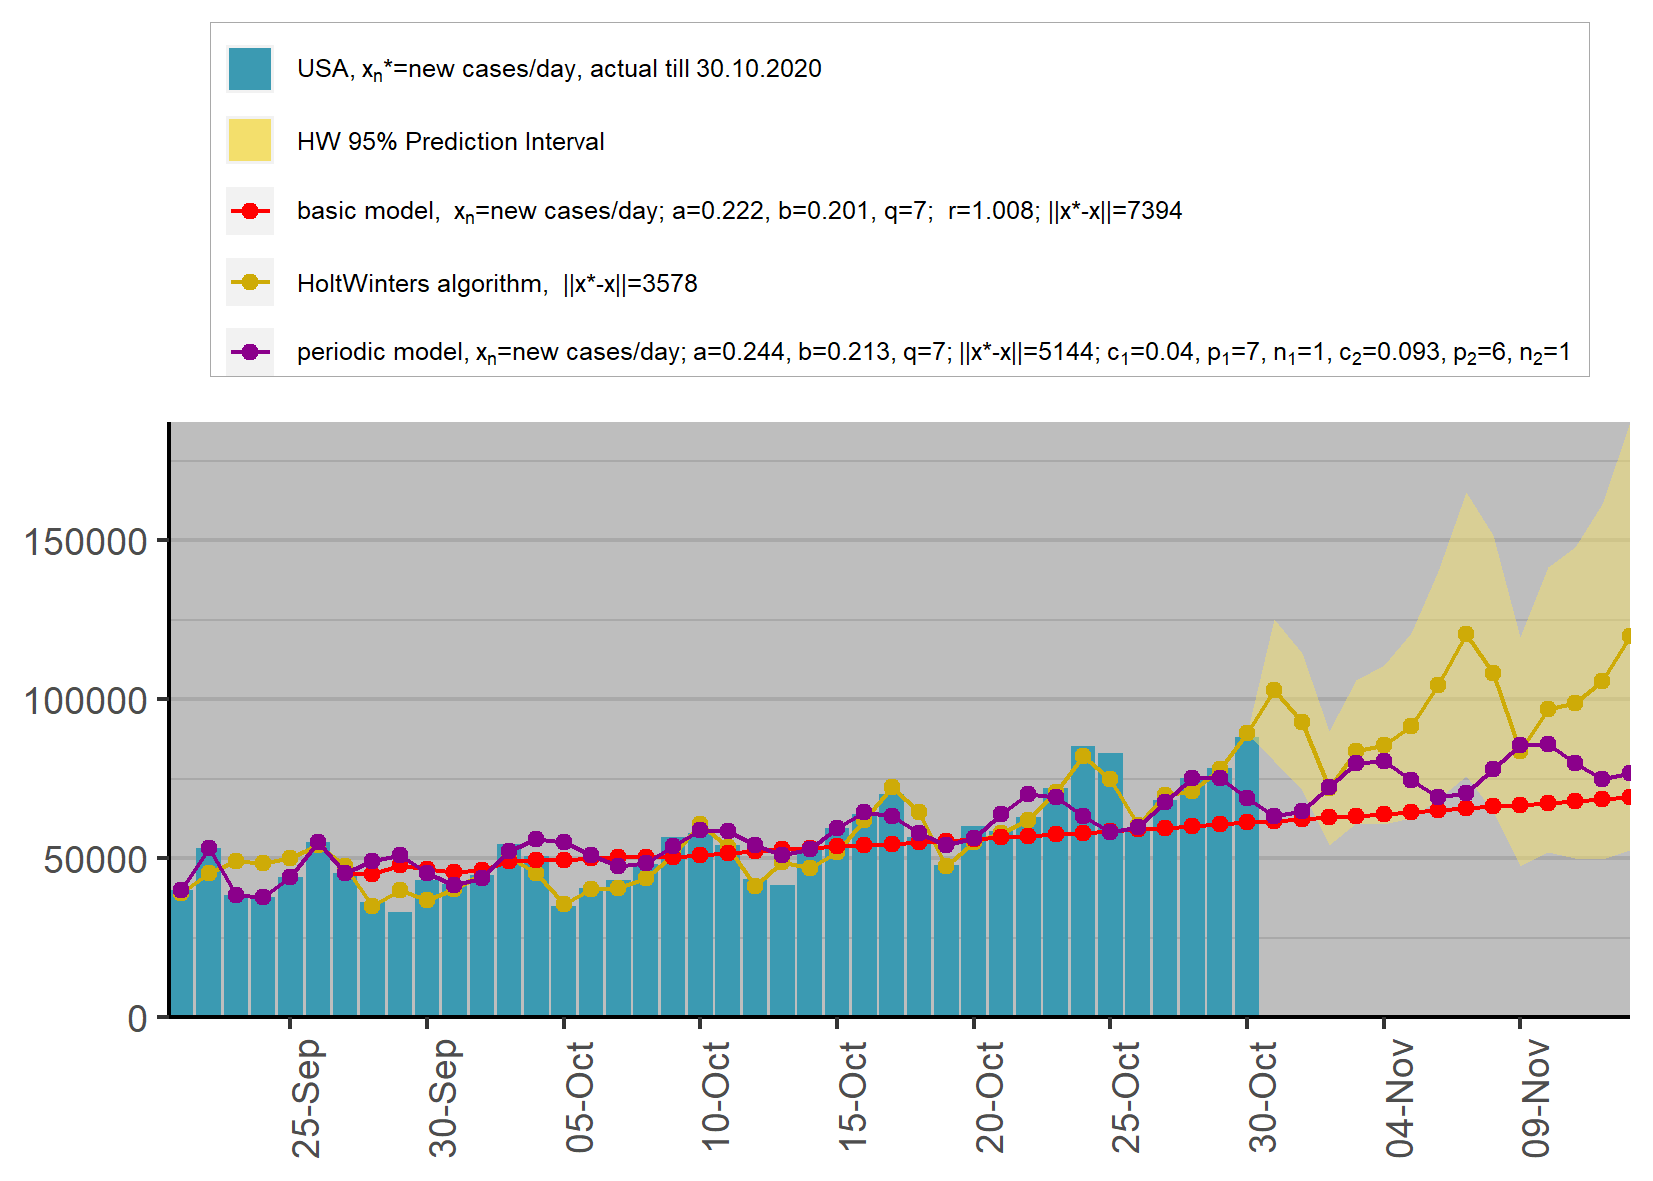 USA, xₙ*=new cases/day, actual till 30.10.2020
HW 95% Prediction Interval
basic model,  xₙ=new cases/day; a=0.222, b=0.201, q=7;  r=1.008; ||x*-x||=7394
HoltWinters algorithm,  ||x*-x||=3578
periodic model, xₙ=new cases/day; a=0.244, b=0.213, q=7; ||x*-x||=5144; c₁=0.04, p₁=7, n₁=1, c₂=0.093, p₂=6, n₂=1
150000
100000
50000
0
25-Sep
30-Sep
05-Oct
10-Oct
15-Oct
20-Oct
25-Oct
30-Oct
04-Nov
09-Nov